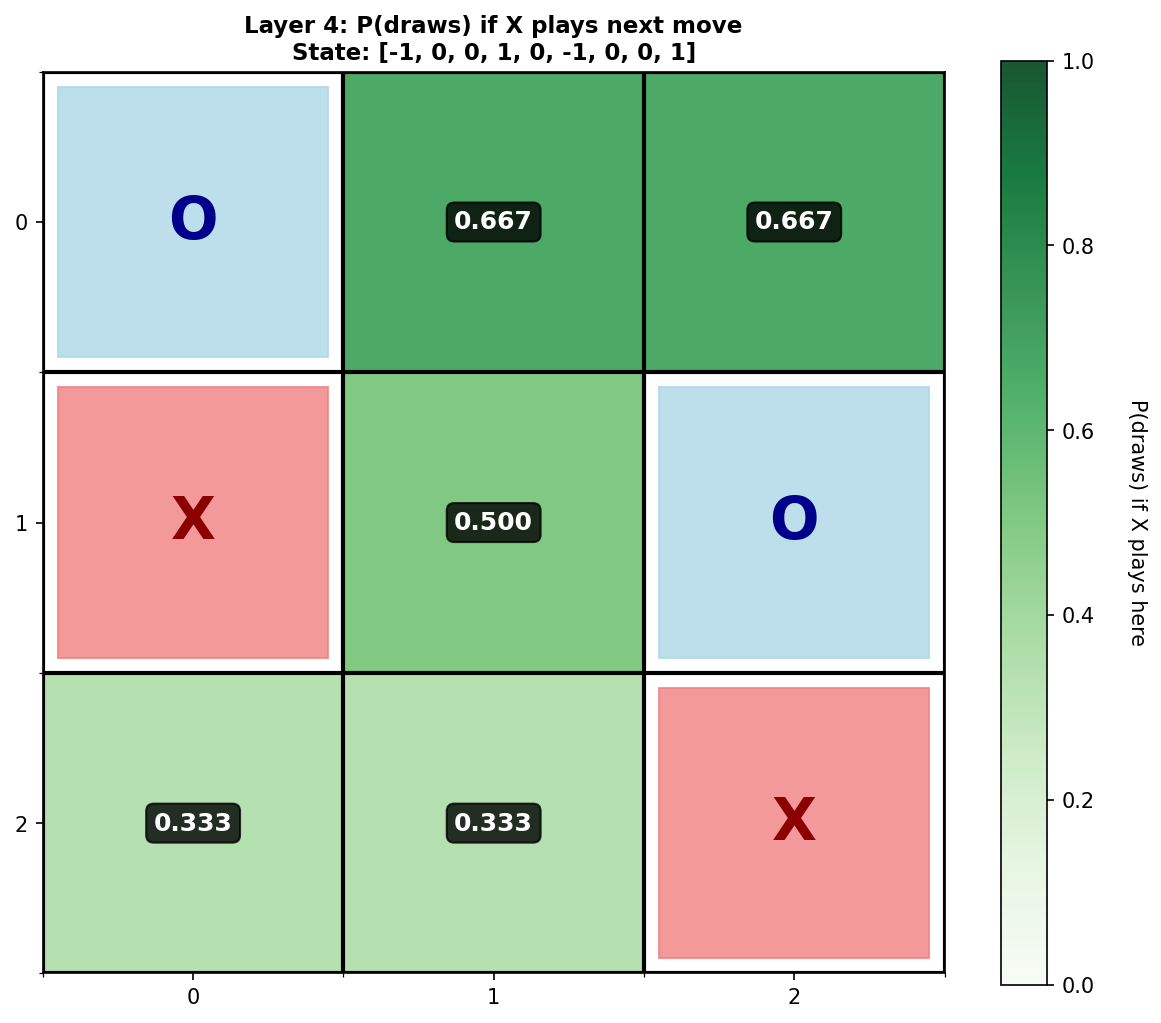 Layer 4: P(draws) if X plays next move
State: [-1, 0, 0, 1, 0, -1, 0, 0, 1]
O
0.667
0.667
X
0.500
O
0.333
0.333
X
0
1
2
0
1
2
1.0
0.8
0.6
0.4
0.2
0.0
P(draws) if X plays here